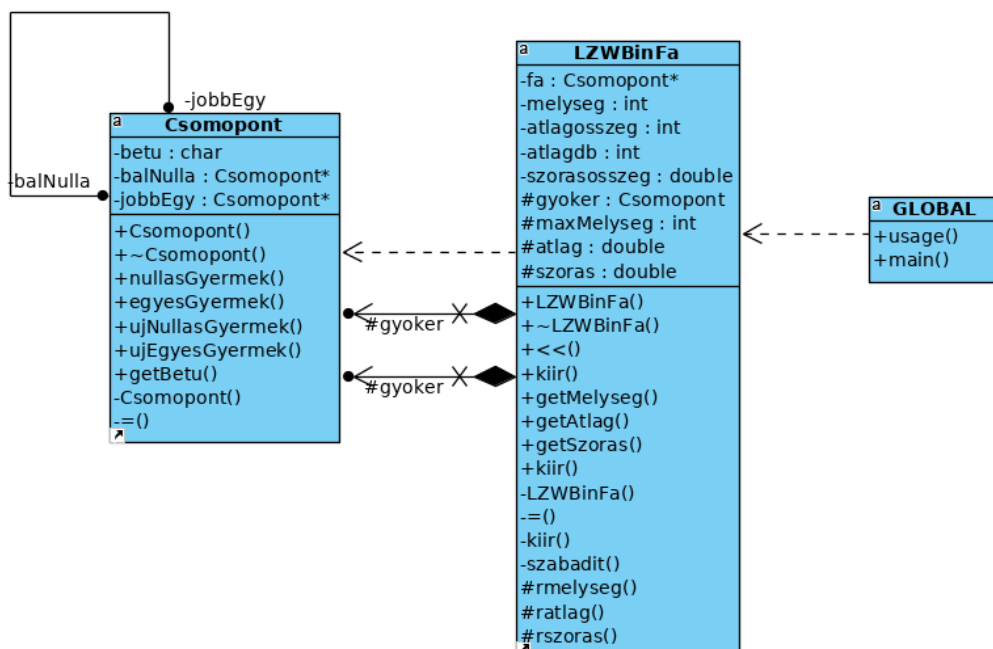 -jobbEgy
-balNulla
a
Csomopont
-betu : char
-balNulla : Csomopont*
-jobbEgy : Csomopont*
+Csomopont()
+~Csomopont()
+nullasGyermek()
+egyesGyermek()
+ujNullasGyermek()
+ujEgyesGyermek()
+getBetu()
-Csomopont()
-=()
#gyoker
#gyoker
a
LZWBinFa
-fa : Csomopont*
-melyseg : int
-atlagosszeg : int
-atlagdb : int
-szorasosszeg : double
#gyoker : Csomopont
#maxMelyseg : int
#atlag : double
#szoras : double
+LZWBinFa()
+~LZWBinFa()
+<<()
+kiir()
+getMelyseg()
+getAtlag()
+getSzoras()
+kiir()
-LZWBinFa()
-=()
-kiir()
-szabadit()
#rmelyseg()
#ratlag()
#rszoras()
a
GLOBAL
+usage()
+main()